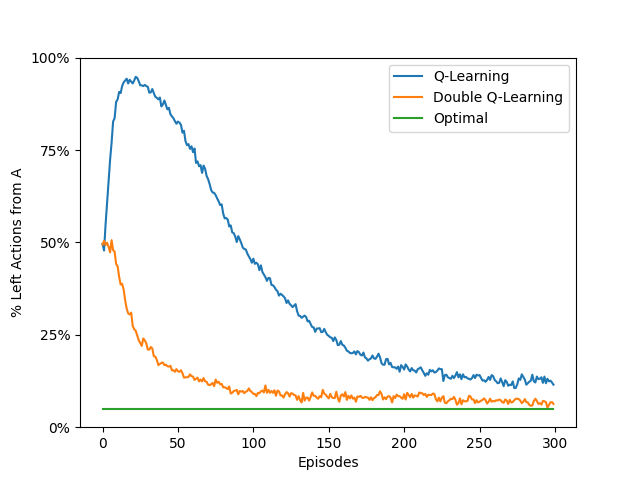 100%
75%
50%
25%
0%
% Left Actions from A
Q-Learning
Double Q-Learning
Optimal
0 50 100 150 200 250 300
Episodes